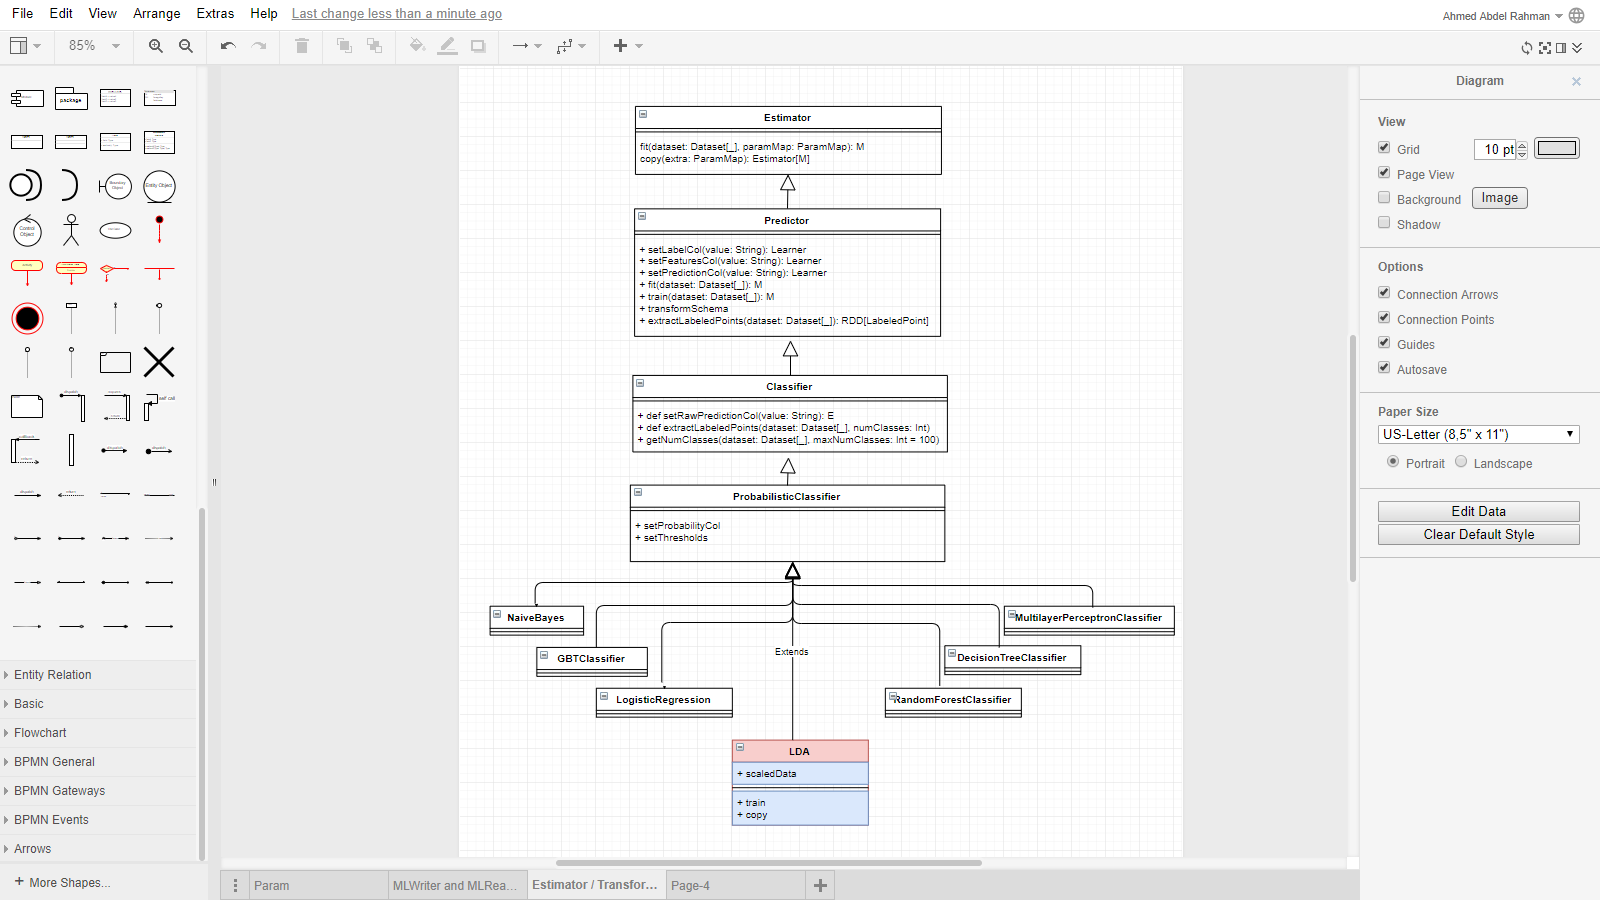 File Edit View Arrange Extras Help Last change less than a minute ago
Ahmed Abdel Rahman
85%
package
Entity Object
Control
Object
Entity Relation
Basic
Flowchart
BPMN General
BPMN Gateways
BPMN Events
Arrows
+ More Shapes...
Estimator
fit(dataset: Dataset[_], paramMap: ParamMap): M
copy(extra: ParamMap): Estimator[M]
Predictor
+ setLabelCol(value: String): Learner
+ setFeaturesCol(value: String): Learner
+ setPredictionCol(value: String): Learner
+ fit(dataset: Dataset[_]): M
+ train(dataset: Dataset[_]): M
+ transformSchema
+ extractLabeledPoints(dataset: Dataset[_]): RDD[LabeledPoint]
Classifier
+ def setRawPredictionCol(value: String): E
+ def extractLabeledPoints(dataset: Dataset[_], numClasses: Int)
+ getNumClasses(dataset: Dataset[_], maxNumClasses: Int = 100)
ProbabilisticClassifier
+ setProbabilityCol
+ setThresholds
NaiveBayes
MultilayerPerceptronClassifier
GBTClassifier
Extends
DecisionTreeClassifier
LogisticRegression
RandomForestClassifier
LDA
+ scaledData
+ train
+ copy
Param
MLWriter and MLRea...
Estimator / Transfor...
Page-4
Diagram
View
Grid 10 pt
Page View
Background Image
Shadow
Options
Connection Arrows
Connection Points
Guides
Autosave
Paper Size
US-Letter (8,5" x 11")
Portrait Landscape
Edit Data
Clear Default Style